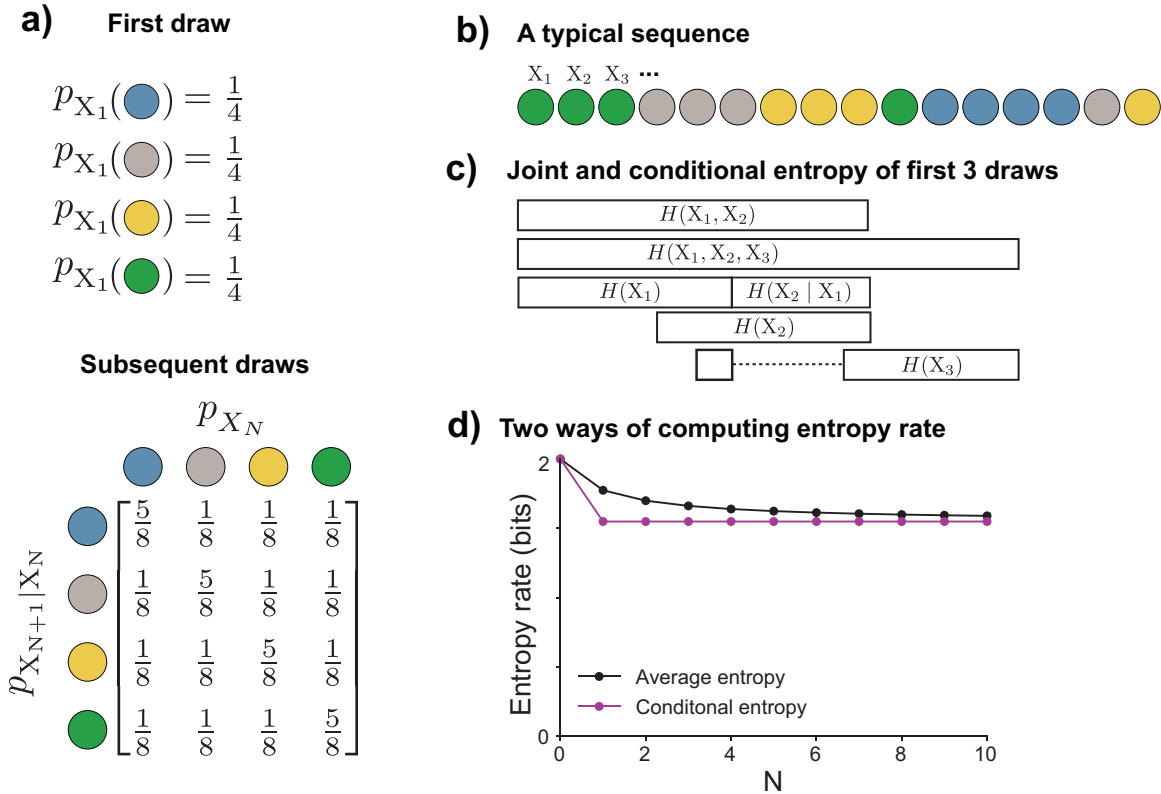 a) First draw
p_{X_1}( ) = 1/4
p_{X_1}( ) = 1/4
p_{X_1}( ) = 1/4
p_{X_1}( ) = 1/4
Subsequent draws
p_{X_N}
p_{X_{N+1}|X_N}
5/8 1/8 1/8 1/8
1/8 5/8 1/8 1/8
1/8 1/8 5/8 1/8
1/8 1/8 1/8 5/8
b) A typical sequence
X_1 X_2 X_3 ...
c) Joint and conditional entropy of first 3 draws
H(X_1, X_2)
H(X_1, X_2, X_3)
H(X_1) H(X_2 | X_1)
H(X_2)
H(X_3)
d) Two ways of computing entropy rate
Entropy rate (bits)
2
0
Average entropy
Conditonal entropy
0 2 4 6 8 10
N